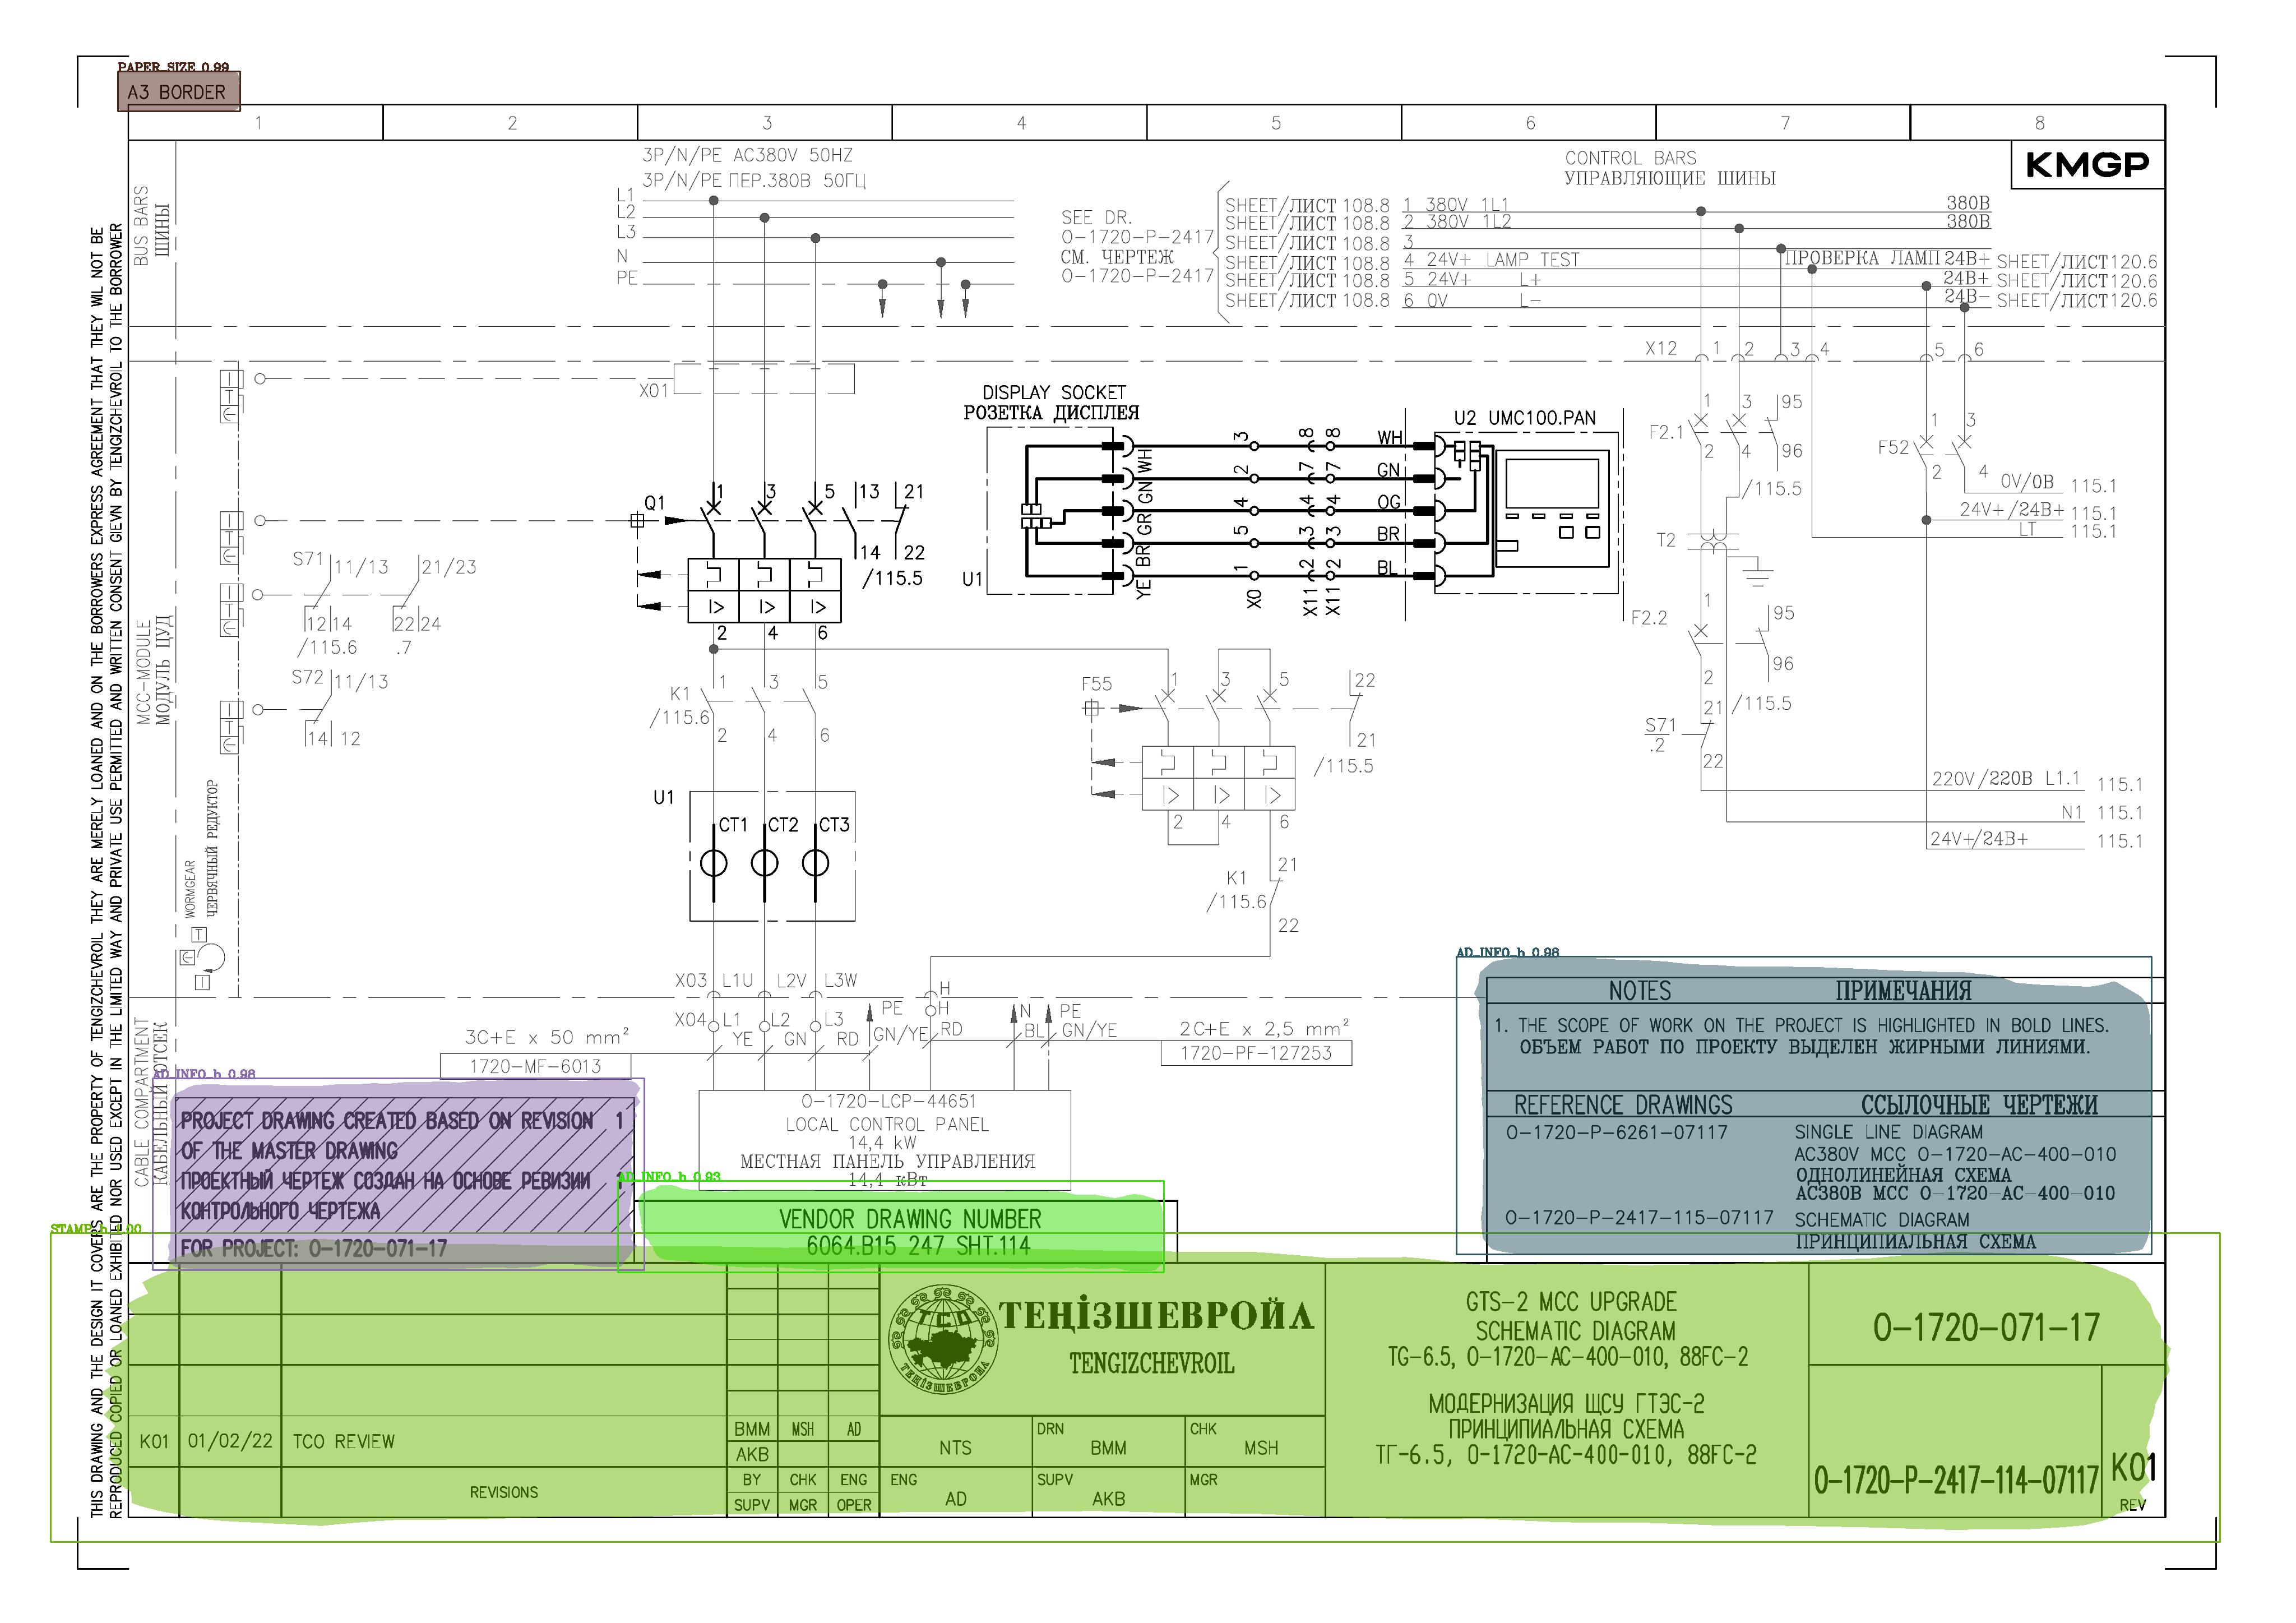 PAPER_SIZE 0.99
A3 BORDER
1 2 3 4 5 6 7 8
KMGP
THIS DRAWING AND THE DESIGN IT COVERS ARE THE PROPERTY OF TENGIZCHEVROIL THEY ARE MERELY LOANED AND ON THE BORROWERS EXPRESS AGREEMENT THAT THEY WIL NOT BE
REPRODUCED COPIED OR LOANED EXHIBITED NOR USED EXCEPT IN THE LIMITED WAY AND PRIVATE USE PERMITTED AND WRITTEN CONSENT GIEVN BY TENGIZCHEVROIL TO THE BORROWER
BUS BARS
ШИНЫ
3P/N/PE AC380V 50HZ
3P/N/PE ПЕР.380В 50ГЦ
L1
L2
L3
N
PE
SEE DR.
O-1720-P-2417
СМ. ЧЕРТЕЖ
O-1720-P-2417
CONTROL BARS
УПРАВЛЯЮЩИЕ ШИНЫ
SHEET/ЛИСТ 108.8 1 380V 1L1 380В
SHEET/ЛИСТ 108.8 2 380V 1L2 380В
SHEET/ЛИСТ 108.8 3
SHEET/ЛИСТ 108.8 4 24V+ LAMP TEST ПРОВЕРКА ЛАМП 24В+ SHEET/ЛИСТ120.6
SHEET/ЛИСТ 108.8 5 24V+ L+ 24В+ SHEET/ЛИСТ120.6
SHEET/ЛИСТ 108.8 6 0V L- 24В- SHEET/ЛИСТ120.6
MCC-MODULE
МОДУЛЬ ЦУД
X01
X12 1 2 3 4 5 6
DISPLAY SOCKET
РОЗЕТКА ДИСПЛЕЯ
U2 UMC100.PAN
WH GN GR BR YE
3 2 4 5 1 X0
8 7 4 3 2 X11
8 7 4 3 2 X11
WH
GN
OG
BR
BL
U1
Q1 1 3 5 13 21
14 22
/115.5
I> I> I>
2 4 6
S71 11/13 21/23
12 14 22 24
/115.6 .7
S72 11/13
14 12
K1 1 3 5
/115.6
2 4 6
U1
CT1 CT2 CT3
F55 1 3 5 22
21
/115.5
I> I> I>
2 4 6
K1 21
/115.6
22
F2.1 1 3 95
2 4 96
/115.5
T2
F2.2 1 95
2 96
/115.5
S71 21
.2
22
F52 1 3
2 4
0V/0В 115.1
24V+/24В+ 115.1
LT 115.1
220V/220В L1.1 115.1
N1 115.1
24V+/24В+ 115.1
WORMGEAR
ЧЕРВЯЧНЫЙ РЕДУКТОР
CABLE COMPARTMENT
КАБЕЛЬНЫЙ ОТСЕК
X03 L1U L2V L3W H
X04 L1 L2 L3 PE H N PE
YE GN RD GN/YE RD BL GN/YE
3C+E x 50 mm²
1720-MF-6013
2C+E x 2,5 mm²
1720-PF-127253
O-1720-LCP-44651
LOCAL CONTROL PANEL
14,4 kW
МЕСТНАЯ ПАНЕЛЬ УПРАВЛЕНИЯ
14,4 кВт
AD_INFO_h 0.98
NOTES ПРИМЕЧАНИЯ
1. THE SCOPE OF WORK ON THE PROJECT IS HIGHLIGHTED IN BOLD LINES.
ОБЪЕМ РАБОТ ПО ПРОЕКТУ ВЫДЕЛЕН ЖИРНЫМИ ЛИНИЯМИ.
REFERENCE DRAWINGS ССЫЛОЧНЫЕ ЧЕРТЕЖИ
O-1720-P-6261-07117 SINGLE LINE DIAGRAM
AC380V MCC O-1720-AC-400-010
ОДНОЛИНЕЙНАЯ СХЕМА
AC380В МСС O-1720-AC-400-010
O-1720-P-2417-115-07117 SCHEMATIC DIAGRAM
ПРИНЦИПИАЛЬНАЯ СХЕМА
AD_INFO_h 0.98
PROJECT DRAWING CREATED BASED ON REVISION 1
OF THE MASTER DRAWING
ПРОЕКТНЫЙ ЧЕРТЕЖ СОЗДАН НА ОСНОВЕ РЕВИЗИИ 1
КОНТРОЛЬНОГО ЧЕРТЕЖА
FOR PROJECT: O-1720-071-17
AD_INFO_h 0.93
VENDOR DRAWING NUMBER
6064.B15 247 SHT.114
STAMP_h 1.00
ТЕҢІЗШЕВРОЙЛ
TENGIZCHEVROIL
TCO
ТЕҢІЗШЕВРОЙЛ
GTS-2 MCC UPGRADE
SCHEMATIC DIAGRAM
TG-6.5, O-1720-AC-400-010, 88FC-2
МОДЕРНИЗАЦИЯ ЩСУ ГТЭС-2
ПРИНЦИПИАЛЬНАЯ СХЕМА
ТГ-6.5, O-1720-AC-400-010, 88FC-2
O-1720-071-17
O-1720-P-2417-114-07117
K01
REV
K01 01/02/22 TCO REVIEW BMM MSH AD
AKB
REVISIONS
BY CHK ENG
SUPV MGR OPER
NTS
DRN BMM
CHK MSH
ENG AD
SUPV AKB
MGR